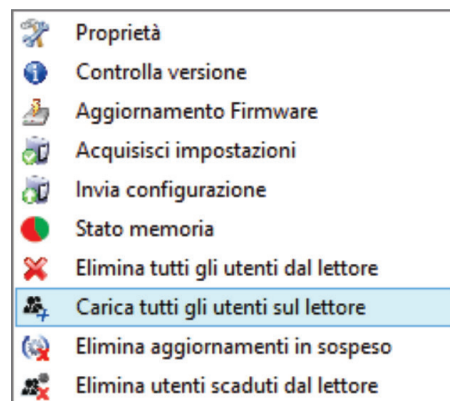 Proprietà
Controlla versione
Aggiornamento Firmware
Acquisisci impostazioni
Invia configurazione
Stato memoria
Elimina tutti gli utenti dal lettore
Carica tutti gli utenti sul lettore
Elimina aggiornamenti in sospeso
Elimina utenti scaduti dal lettore